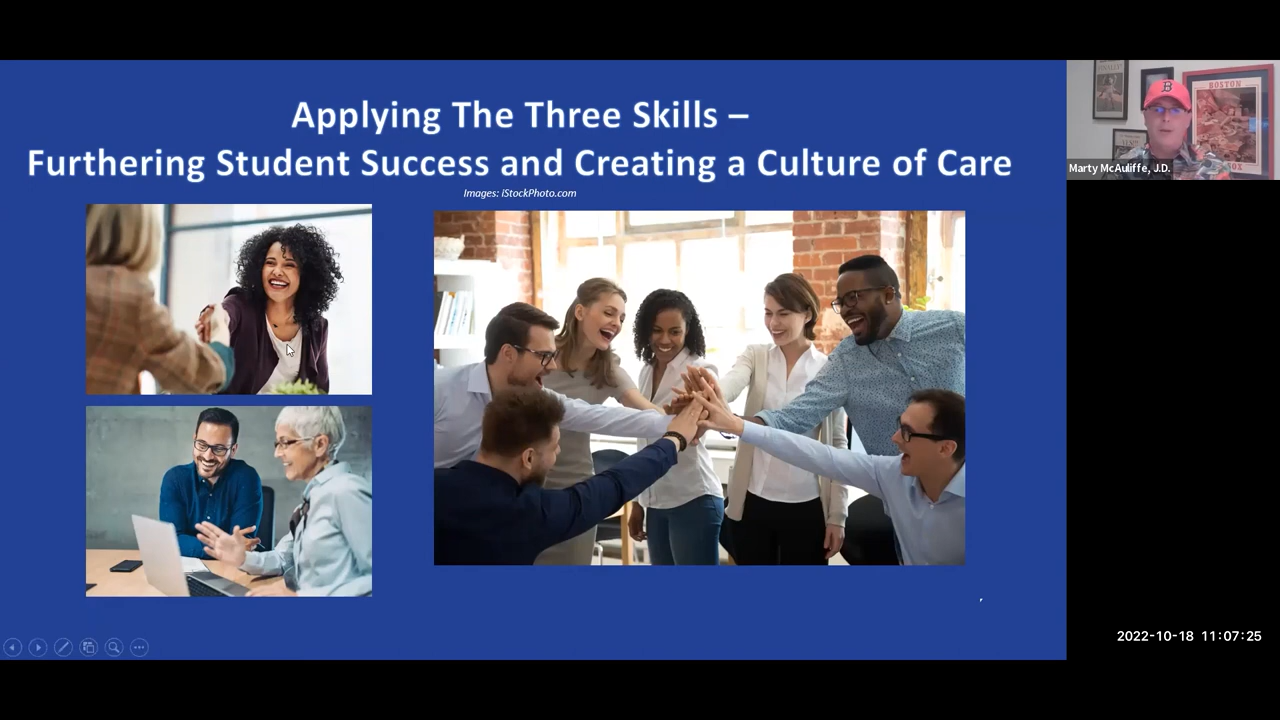 Applying The Three Skills –
Furthering Student Success and Creating a Culture of Care
Images: iStockPhoto.com
BOSTON
B
Marty McAuliffe, J.D.
2022-10-18 11:07:25